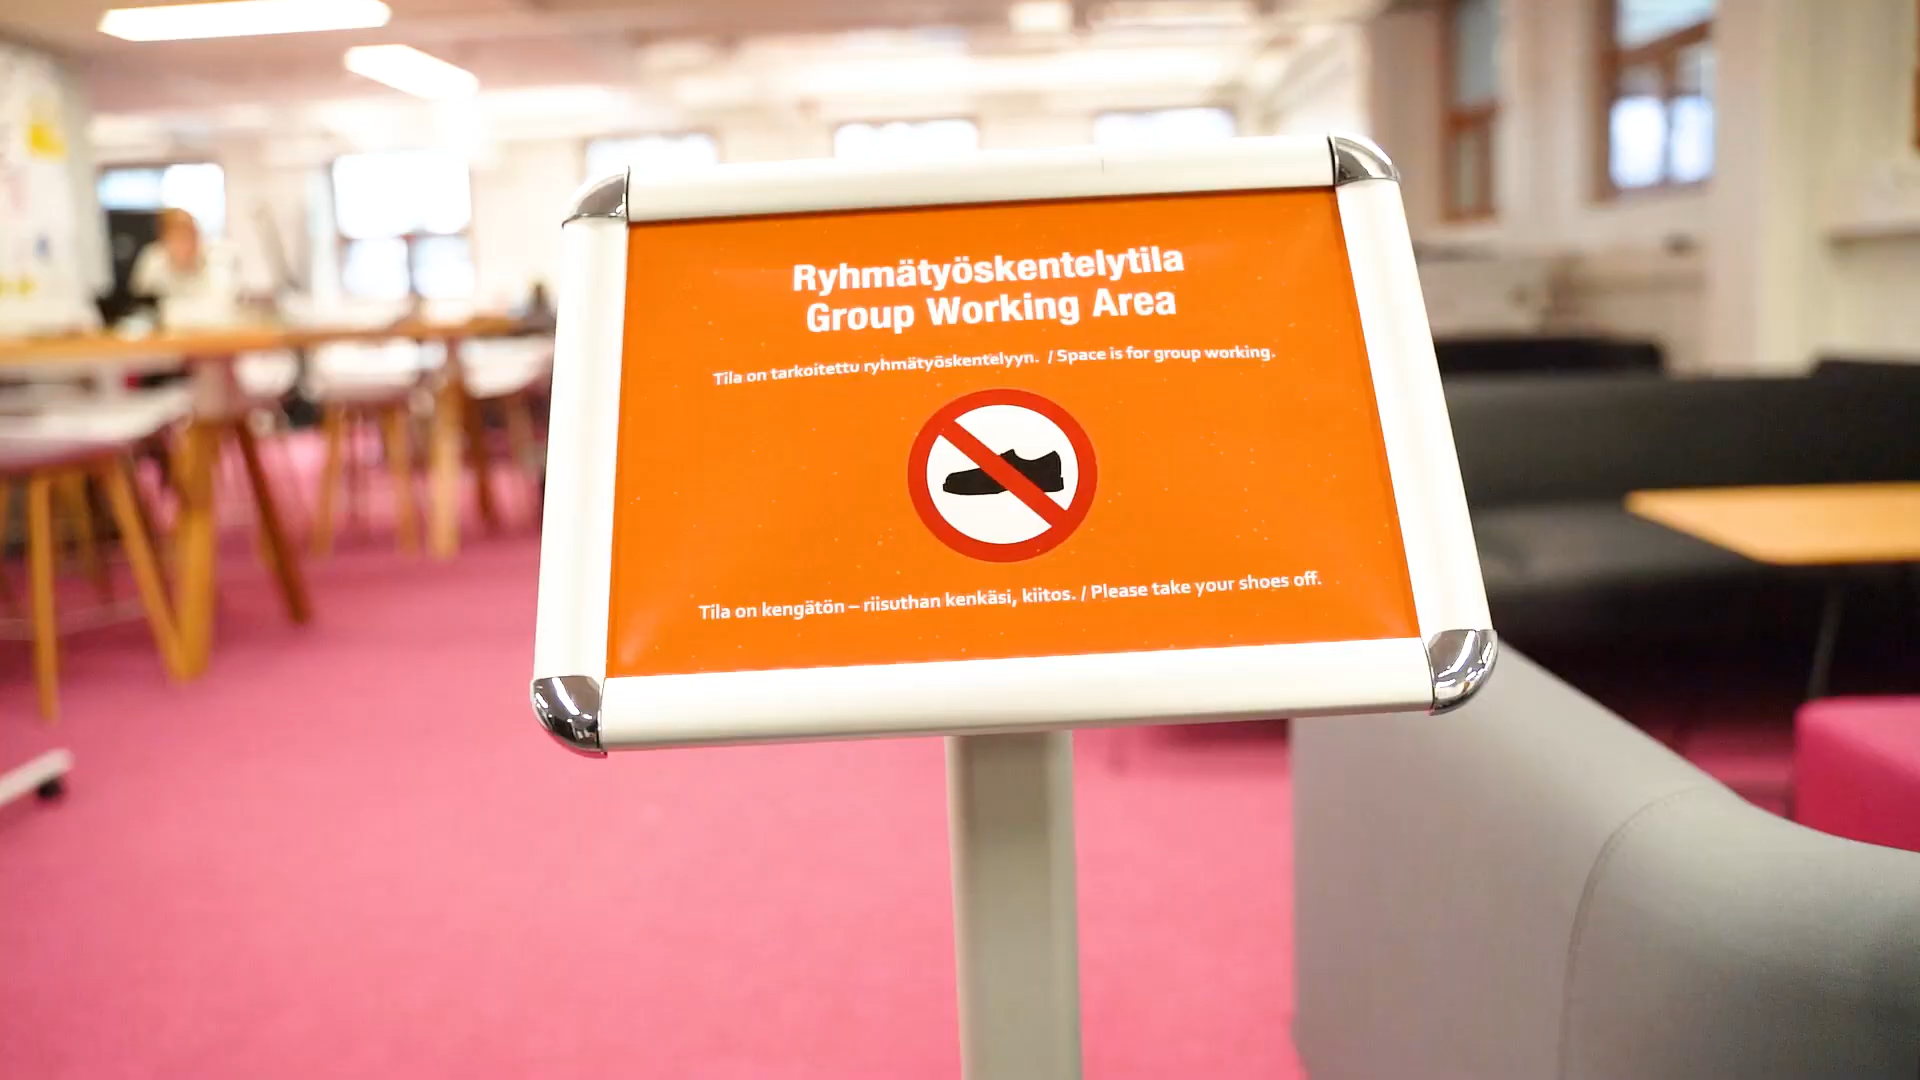 Ryhmätyöskentelytila
Group Working Area
Tila on tarkoitettu ryhmätyöskentelyyn. / Space is for group working.
Tila on kengätön – riisuthan kenkäsi, kiitos. / Please take your shoes off.